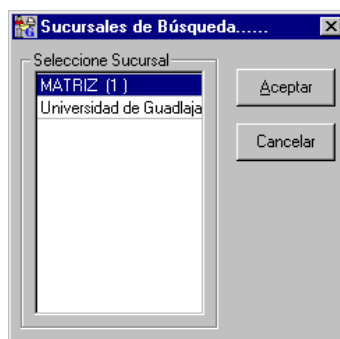 Sucursales de Búsqueda......
Seleccione Sucursal
MATRIZ (1 )
Universidad de Guadlaja
Aceptar
Cancelar